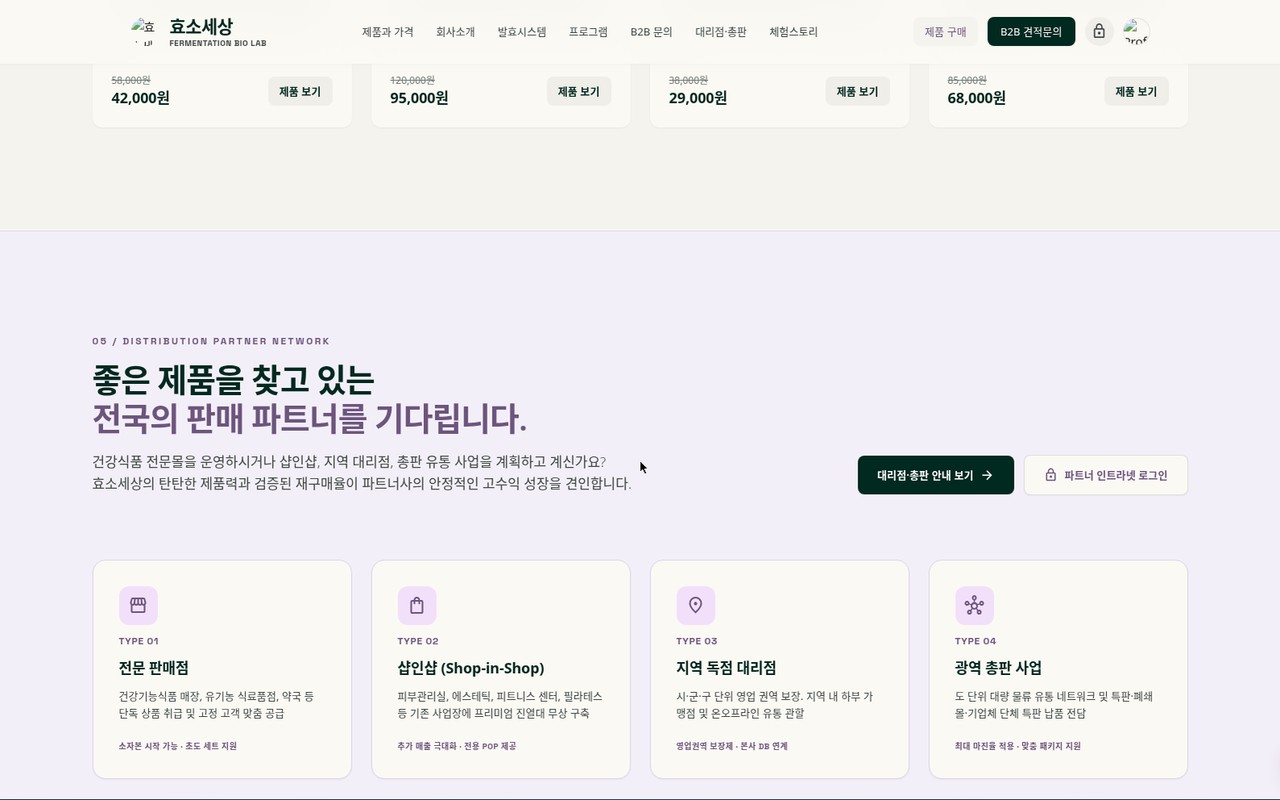 효소세상
FERMENTATION BIO LAB
제품과 가격
회사소개
발효시스템
프로그램
B2B 문의
대리점·총판
체험스토리
제품 구매
B2B 견적문의
58,000원
42,000원
제품 보기
120,000원
95,000원
제품 보기
38,000원
29,000원
제품 보기
85,000원
68,000원
제품 보기
05 / DISTRIBUTION PARTNER NETWORK
좋은 제품을 찾고 있는
전국의 판매 파트너를 기다립니다.
건강식품 전문몰을 운영하시거나 샵인샵, 지역 대리점, 총판 유통 사업을 계획하고 계신가요?
효소세상의 탄탄한 제품력과 검증된 재구매율이 파트너사의 안정적인 고수익 성장을 견인합니다.
대리점·총판 안내 보기
파트너 인트라넷 로그인
TYPE 01
전문 판매점
건강기능식품 매장, 유기농 식료품점, 약국 등
단독 상품 취급 및 고정 고객 맞춤 공급
소자본 시작 가능 · 초도 세트 지원
TYPE 02
샵인샵 (Shop-in-Shop)
피부관리실, 에스테틱, 피트니스 센터, 필라테스
등 기존 사업장에 프리미엄 진열대 무상 구축
추가 매출 극대화 · 전용 POP 제공
TYPE 03
지역 독점 대리점
시·군·구 단위 영업 권역 보장. 지역 내 하부 가
맹점 및 온오프라인 유통 관할
영업권역 보장제 · 본사 DB 연계
TYPE 04
광역 총판 사업
도 단위 대량 물류 유통 네트워크 및 특판·폐쇄
몰·기업체 단체 특판 납품 전담
최대 마진율 적용 · 맞춤 패키지 지원